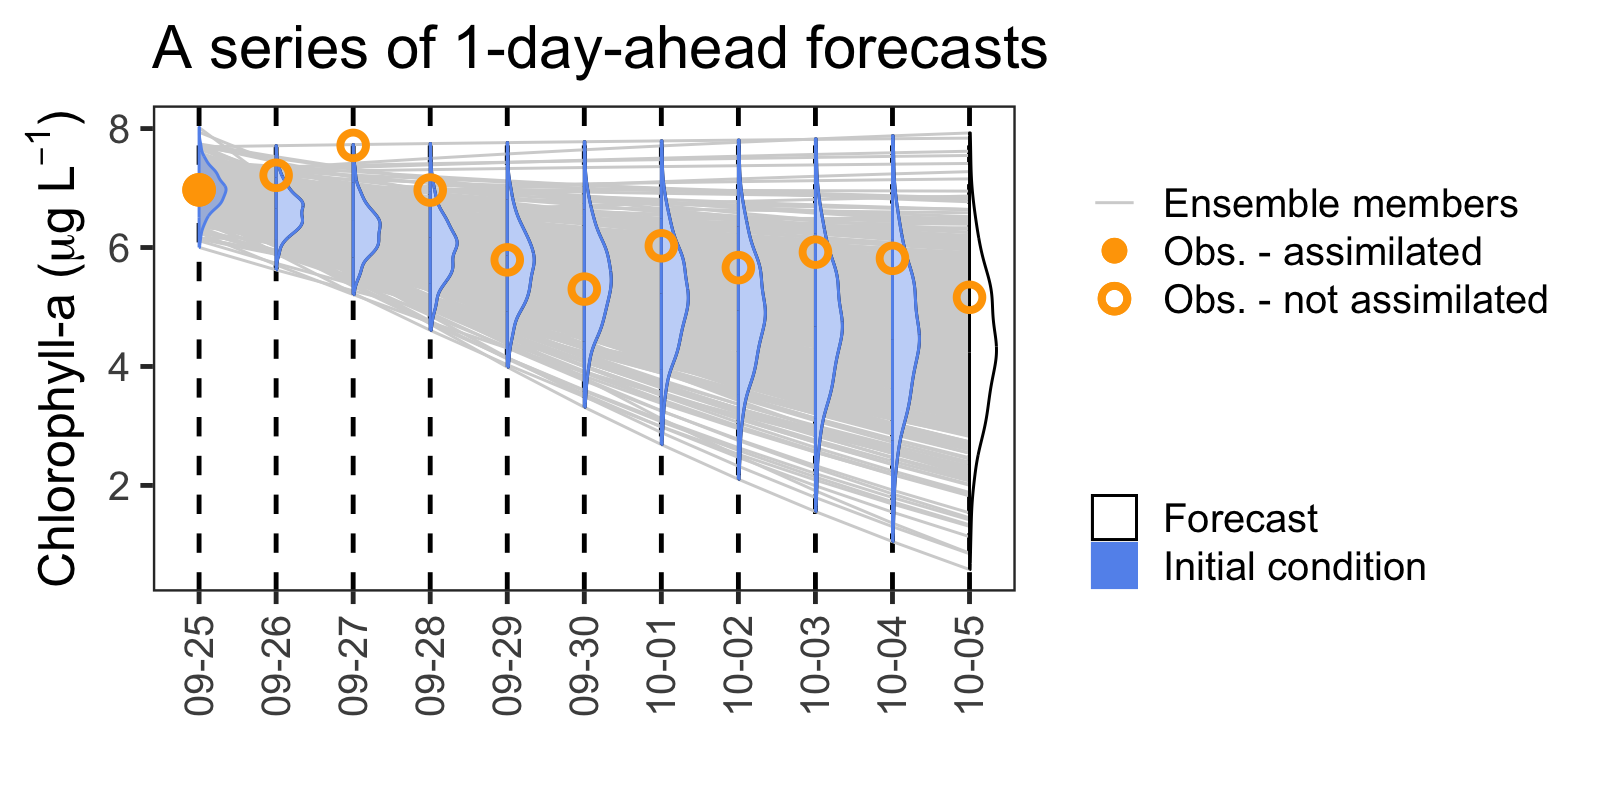 A series of 1-day-ahead forecasts
Chlorophyll-a (μg L⁻¹)
8
6
4
2
09-25
09-26
09-27
09-28
09-29
09-30
10-01
10-02
10-03
10-04
10-05
Ensemble members
Obs. - assimilated
Obs. - not assimilated
Forecast
Initial condition